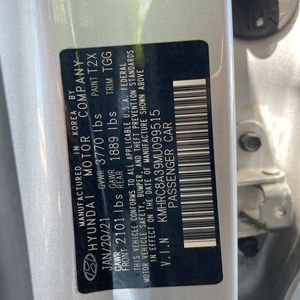 MANUFACTURED IN KOREA BY
HYUNDAI MOTOR COMPANY
JAN/20/21 GVWR 3770 lbs PAINT T2X
GAWR FRONT 2101 lbs GAWR REAR 1889 lbs TRIM TGG
THIS VEHICLE CONFORMS TO ALL APPLICABLE U.S. FEDERAL
MOTOR VEHICLE SAFETY, BUMPER, AND THEFT PREVENTION
STANDARDS IN EFFECT ON THE DATE OF MANUFACTURE SHOWN ABOVE.
V.I.N KMHRC8A39MU099515
PASSENGER CAR